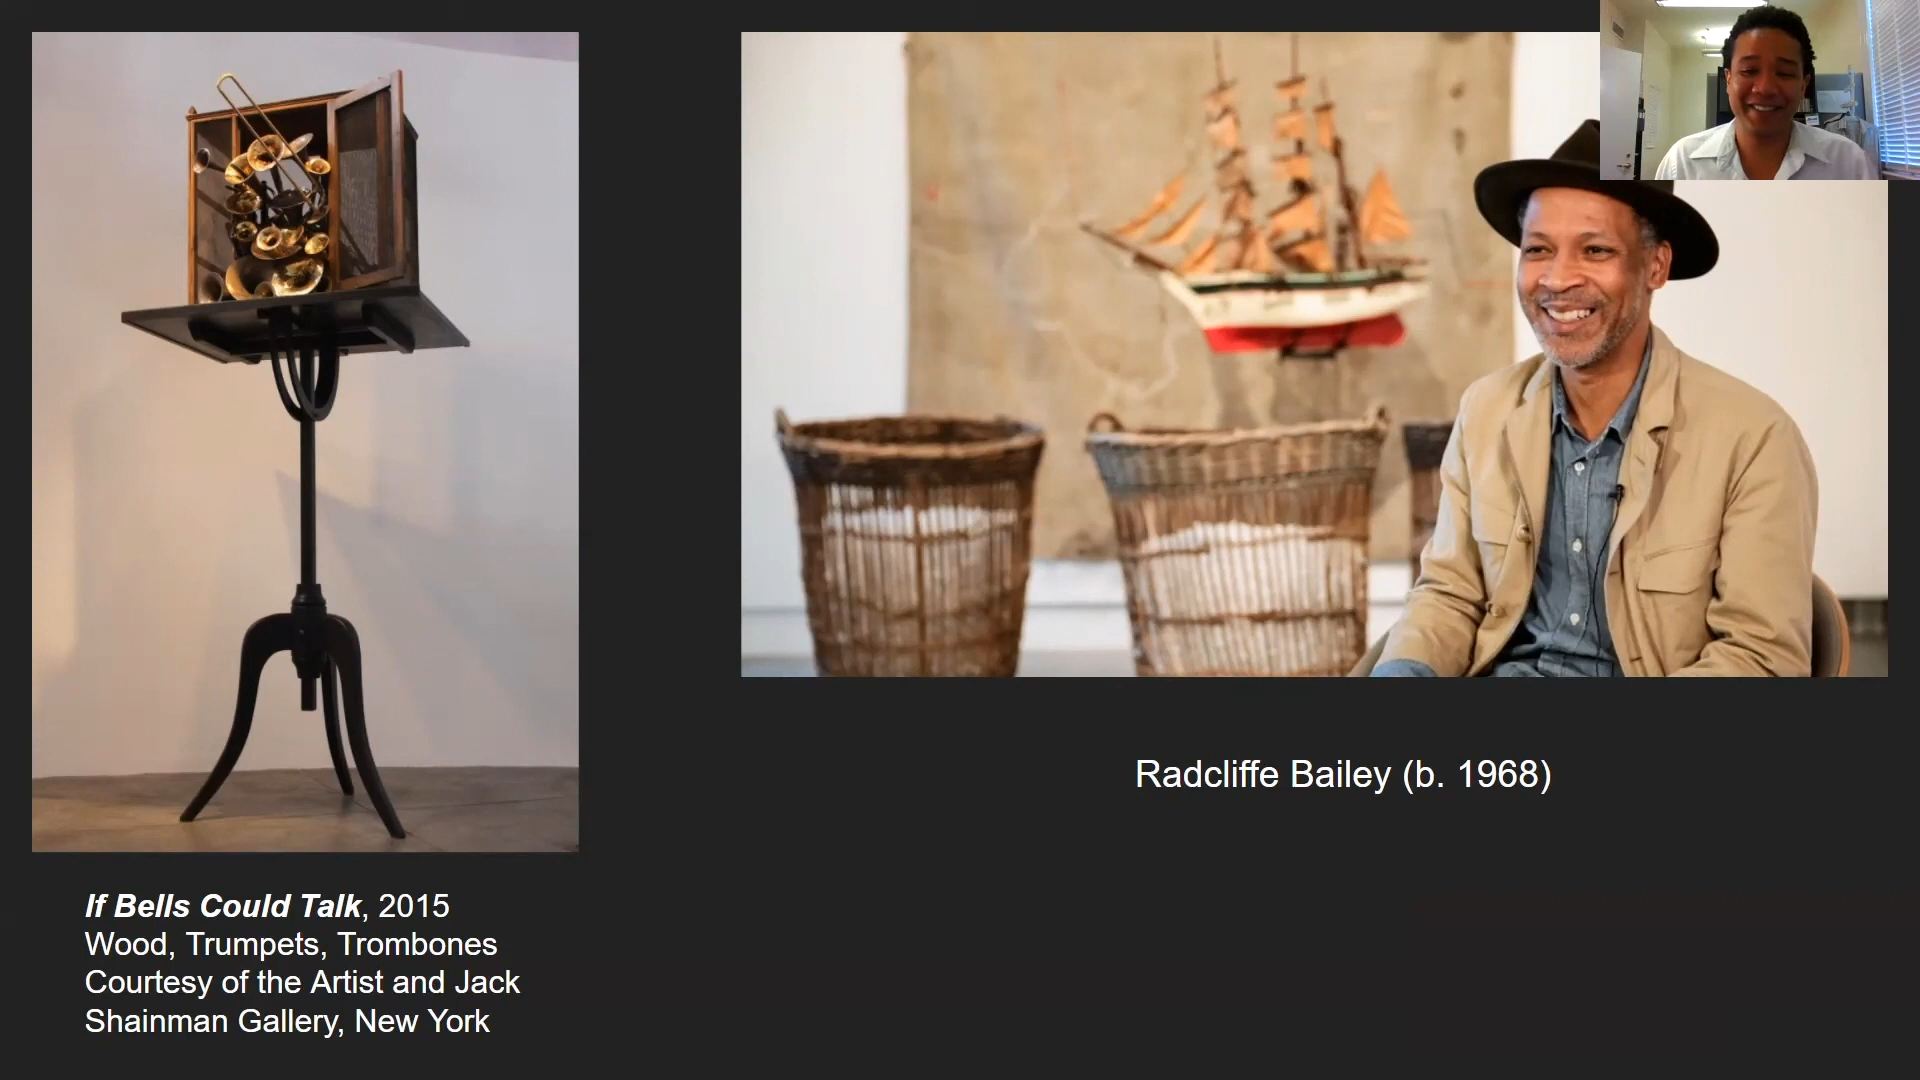 If Bells Could Talk, 2015
Wood, Trumpets, Trombones
Courtesy of the Artist and Jack
Shainman Gallery, New York
Radcliffe Bailey (b. 1968)